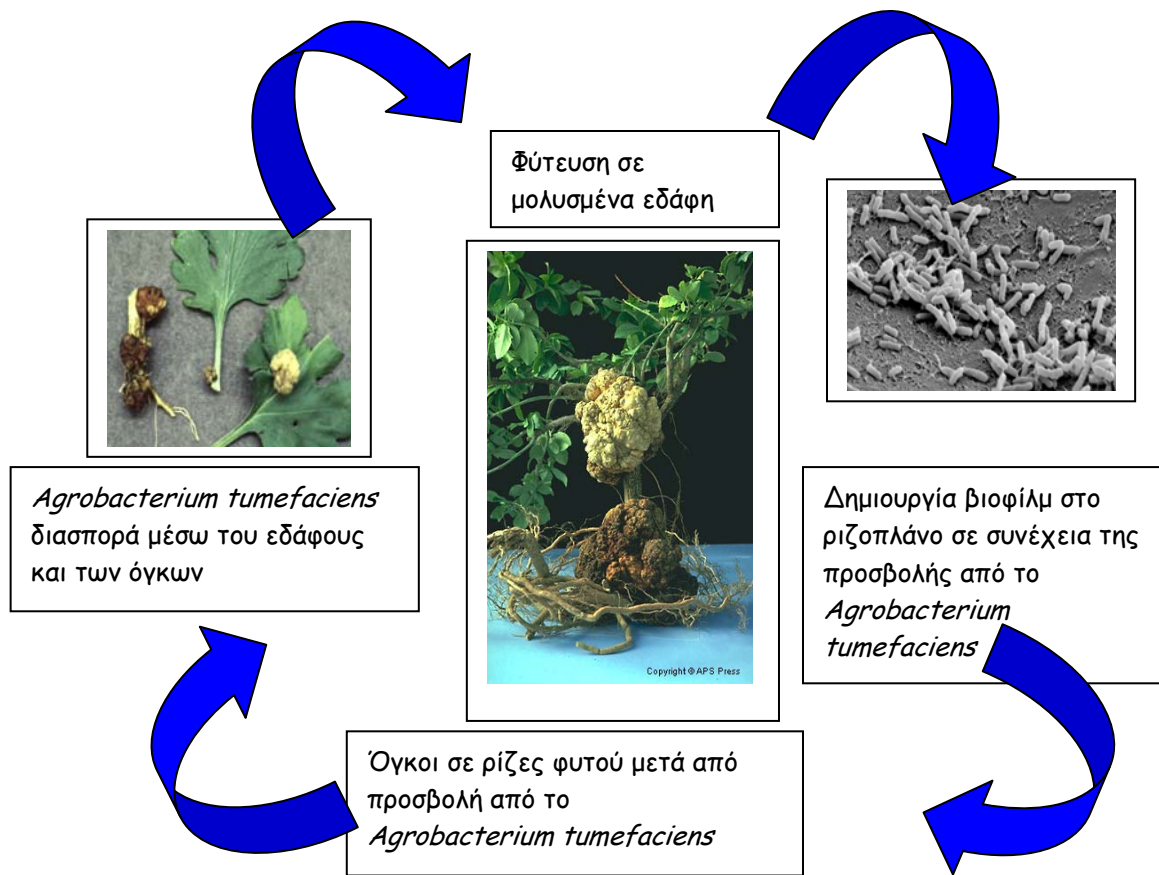 Φύτευση σε
μολυσμένα εδάφη
Agrobacterium tumefaciens
διασπορά μέσω του εδάφους
και των όγκων
Δημιουργία βιοφίλμ στο
ριζοπλάνο σε συνέχεια της
προσβολής από το
Agrobacterium
tumefaciens
Copyright © APS Press
Όγκοι σε ρίζες φυτού μετά από
προσβολή από το
Agrobacterium tumefaciens